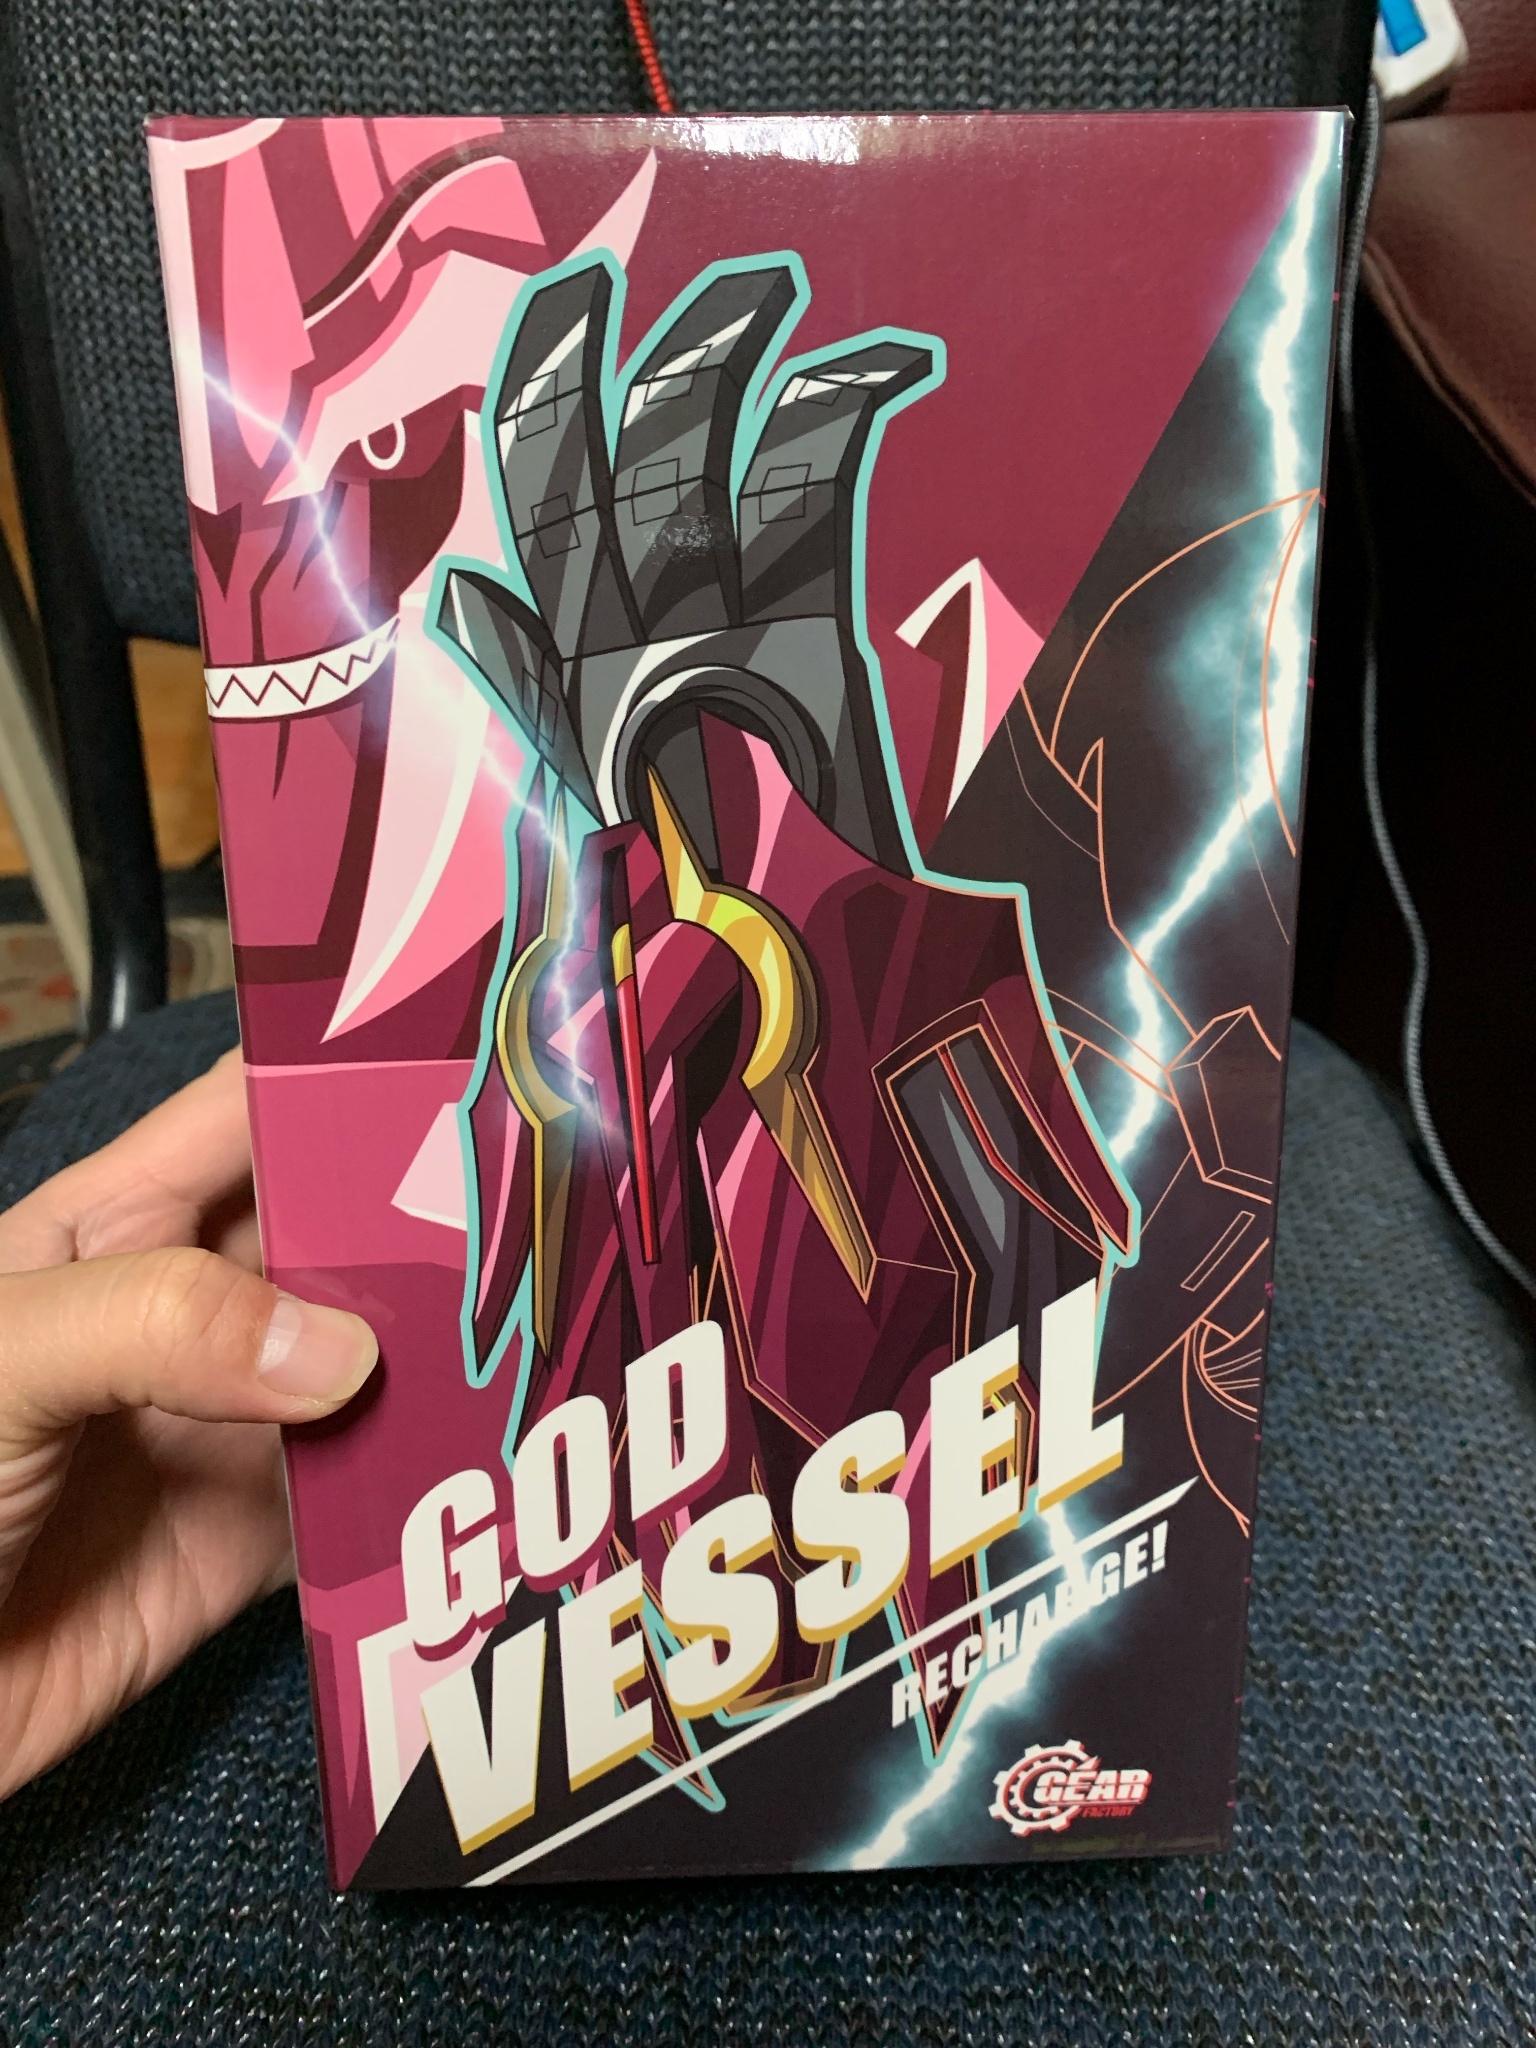 GOD
VESSEL
RECHARGE!
GEAR
FACTORY